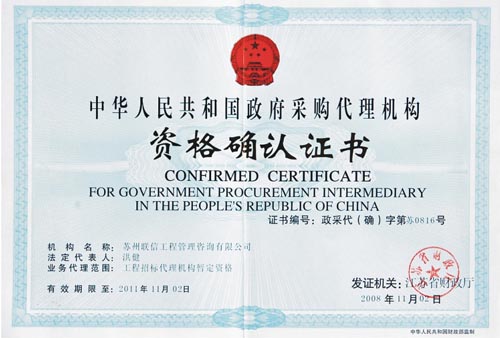 中华人民共和国政府采购代理机构
资格确认证书
CONFIRMED CERTIFICATE
FOR GOVERNMENT PROCUREMENT INTERMEDIARY
IN THE PEOPLE'S REPUBLIC OF CHINA
证书编号：政采代（确）字第苏0816号
机构名称：苏州联信工程管理咨询有限公司
法定代表人：洪健
业务代理范围：工程招标代理机构暂定资格
有效期限：2011年11月02日
发证机关：江苏省财政厅
2008年11月02日
中华人民共和国财政部监制